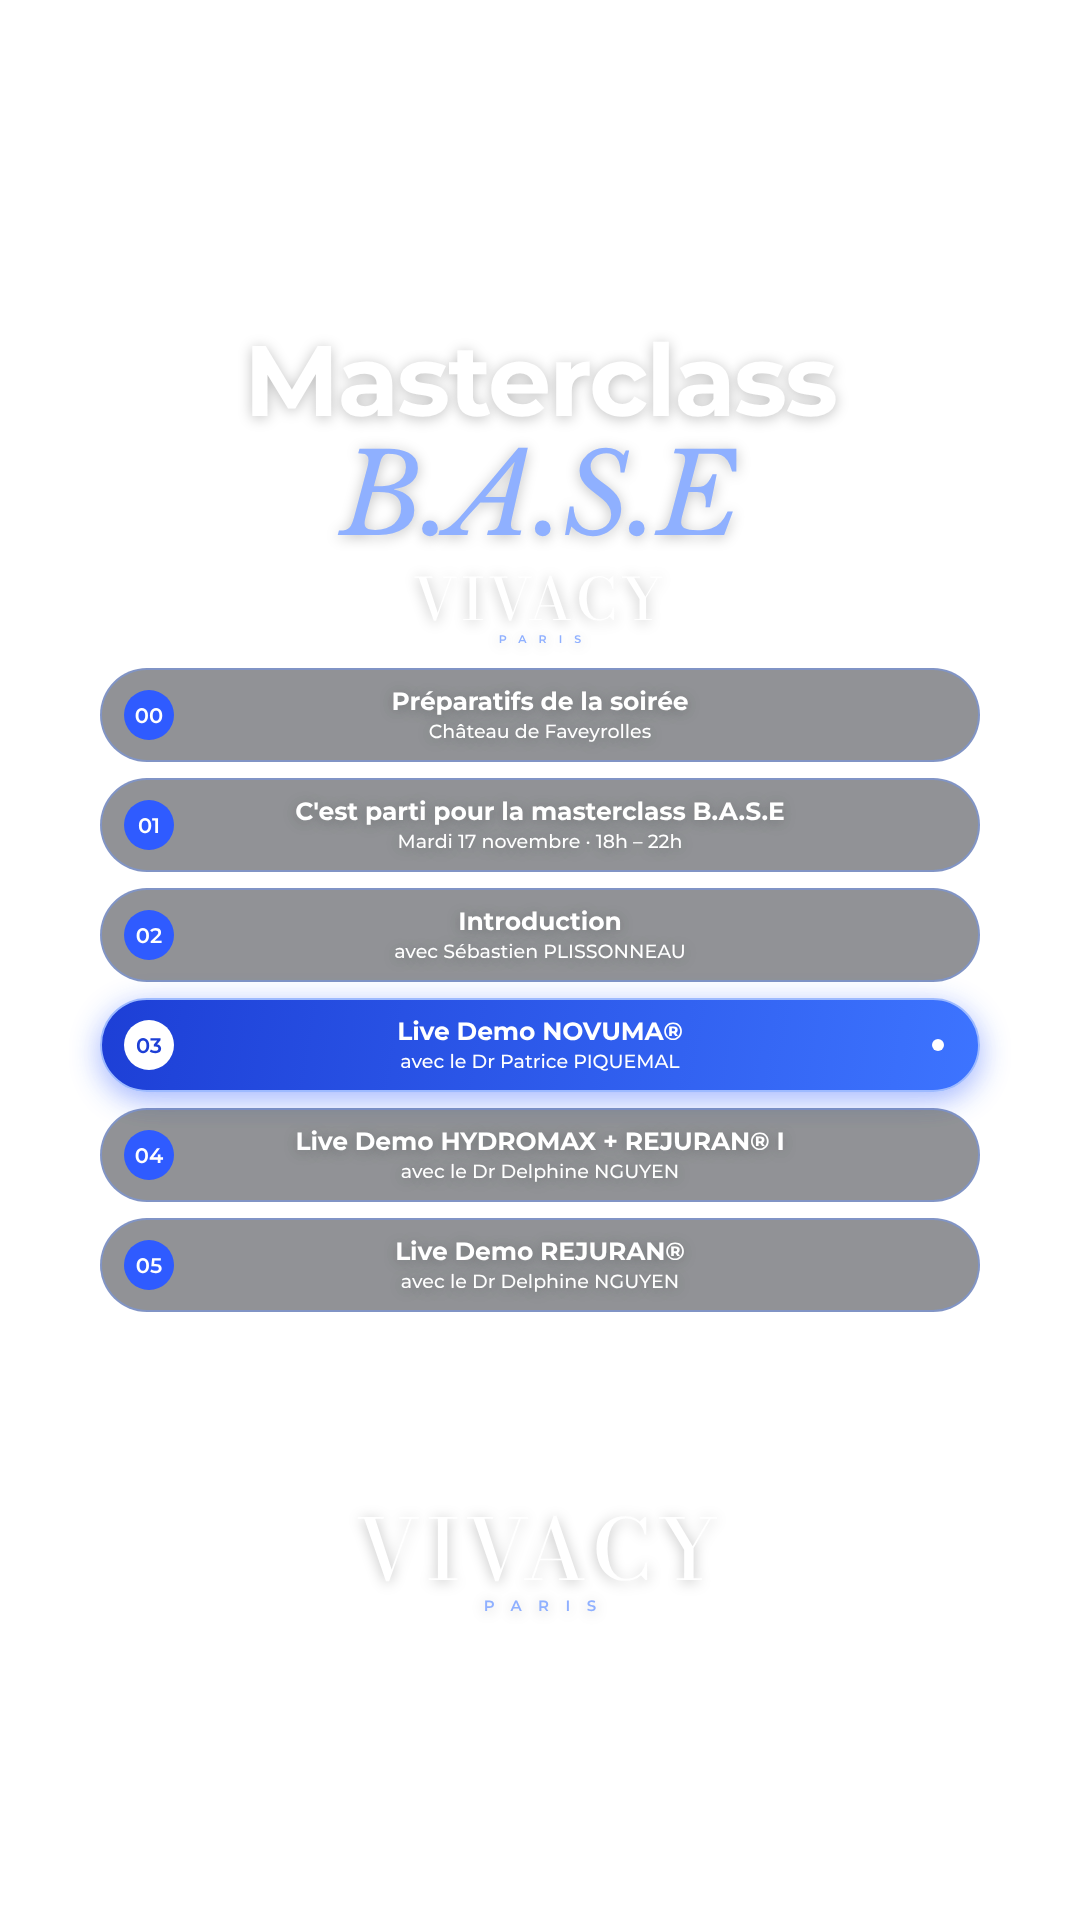 Masterclass
B.A.S.E
VIVACY
PARIS
00
Préparatifs de la soirée
Château de Faveyrolles
01
C'est parti pour la masterclass B.A.S.E
Mardi 17 novembre · 18h – 22h
02
Introduction
avec Sébastien PLISSONNEAU
03
Live Demo NOVUMA®
avec le Dr Patrice PIQUEMAL
04
Live Demo HYDROMAX + REJURAN® I
avec le Dr Delphine NGUYEN
05
Live Demo REJURAN®
avec le Dr Delphine NGUYEN
VIVACY
PARIS